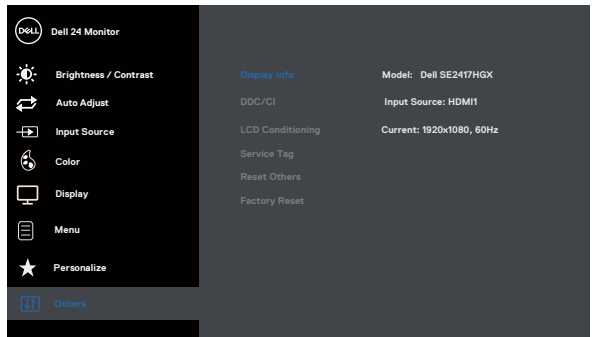 DELL Dell 24 Monitor
Brightness / Contrast
Auto Adjust
Input Source
Color
Display
Menu
Personalize
Others
Display Info Model: Dell SE2417HGX
DDC/CI Input Source: HDMI1
LCD Conditioning Current: 1920x1080, 60Hz
Service Tag
Reset Others
Factory Reset